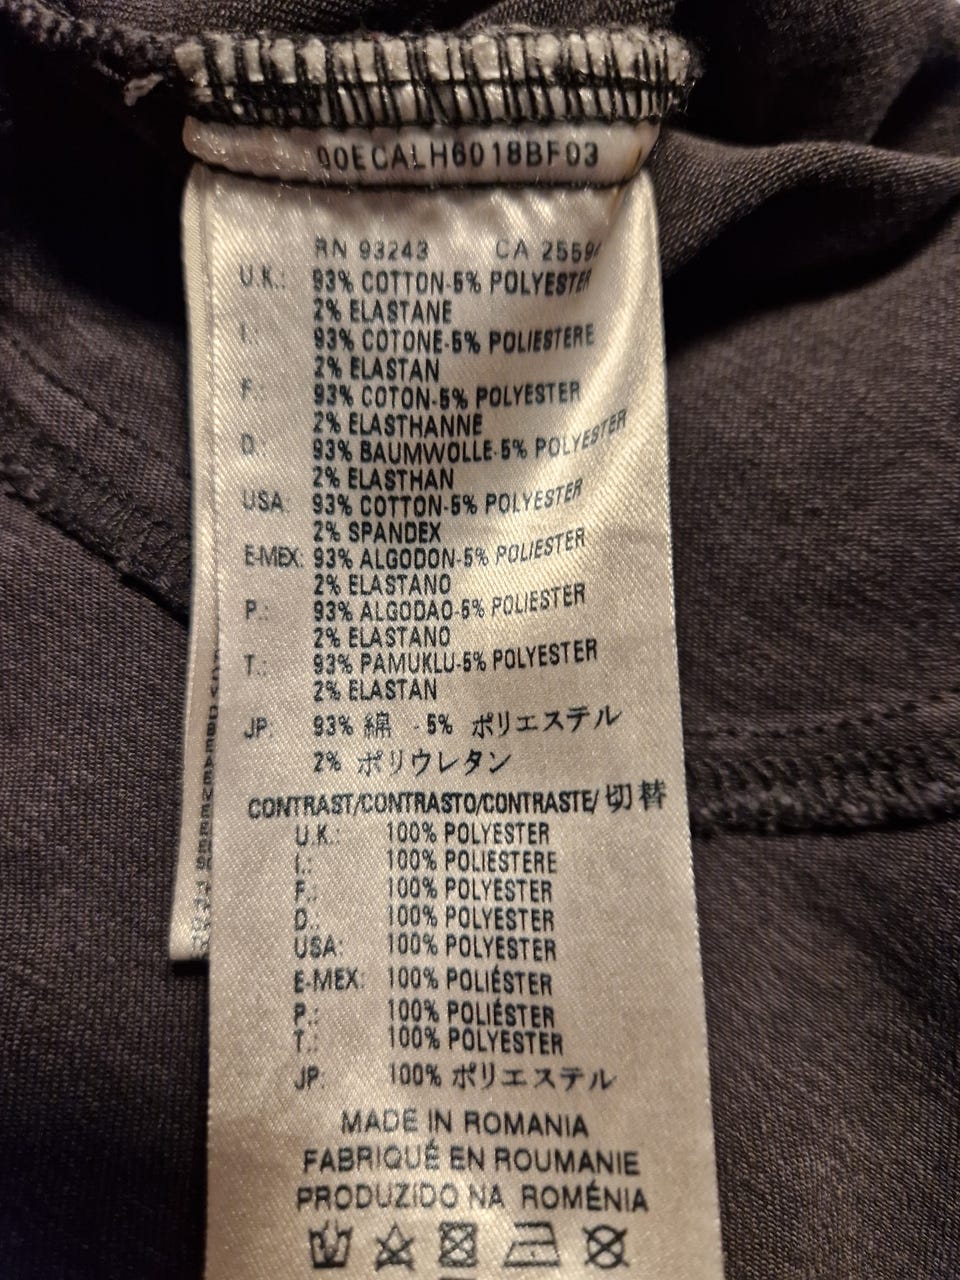 00ECALH6018BF03
RN 93243 CA 2559
U.K.: 93% COTTON-5% POLYESTER
2% ELASTANE
I.: 93% COTONE-5% POLIESTERE
2% ELASTAN
F.: 93% COTON-5% POLYESTER
2% ELASTHANNE
D.: 93% BAUMWOLLE-5% POLYESTER
2% ELASTHAN
USA: 93% COTTON-5% POLYESTER
2% SPANDEX
E-MEX: 93% ALGODON-5% POLIESTER
2% ELASTANO
P.: 93% ALGODAO-5% POLIESTER
2% ELASTANO
T.: 93% PAMUKLU-5% POLYESTER
2% ELASTAN
JP: 93% 綿 -5% ポリエステル
2% ポリウレタン
CONTRAST/CONTRASTO/CONTRASTE/切替
U.K.: 100% POLYESTER
I.: 100% POLIESTERE
F.: 100% POLYESTER
D.: 100% POLYESTER
USA: 100% POLYESTER
E-MEX: 100% POLIÉSTER
P.: 100% POLIÉSTER
T.: 100% POLYESTER
JP: 100% ポリエステル
MADE IN ROMANIA
FABRIQUÉ EN ROUMANIE
PRODUZIDO NA ROMÉNIA